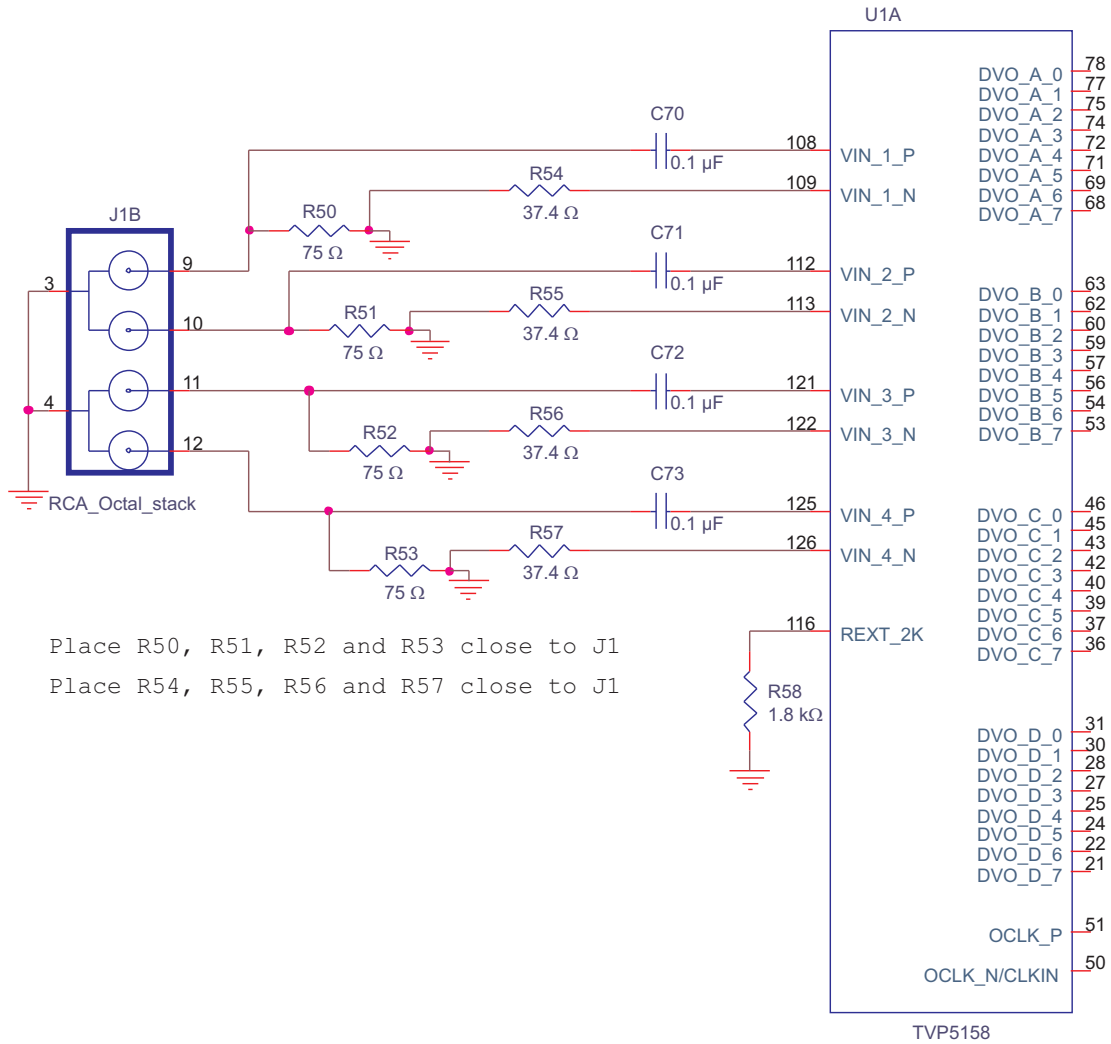 U1A
DVO_A_0 78
DVO_A_1 77
DVO_A_2 75
DVO_A_3 74
DVO_A_4 72
DVO_A_5 71
DVO_A_6 69
DVO_A_7 68
C70
0.1 µF
108 VIN_1_P
R54
37.4 Ω
109 VIN_1_N
J1B
R50
75 Ω
9
3
C71
0.1 µF
112 VIN_2_P
R55
37.4 Ω
113 VIN_2_N
10
R51
75 Ω
DVO_B_0 63
DVO_B_1 62
DVO_B_2 60
DVO_B_3 59
DVO_B_4 57
DVO_B_5 56
DVO_B_6 54
DVO_B_7 53
C72
0.1 µF
11
121 VIN_3_P
4
R56
37.4 Ω
122 VIN_3_N
R52
75 Ω
12
RCA_Octal_stack
C73
0.1 µF
125 VIN_4_P
R57
37.4 Ω
126 VIN_4_N
R53
75 Ω
DVO_C_0 46
DVO_C_1 45
DVO_C_2 43
DVO_C_3 42
DVO_C_4 40
DVO_C_5 39
DVO_C_6 37
DVO_C_7 36
116 REXT_2K
Place R50, R51, R52 and R53 close to J1
Place R54, R55, R56 and R57 close to J1
R58
1.8 kΩ
DVO_D_0 31
DVO_D_1 30
DVO_D_2 28
DVO_D_3 27
DVO_D_4 25
DVO_D_5 24
DVO_D_6 22
DVO_D_7 21
OCLK_P 51
OCLK_N/CLKIN 50
TVP5158